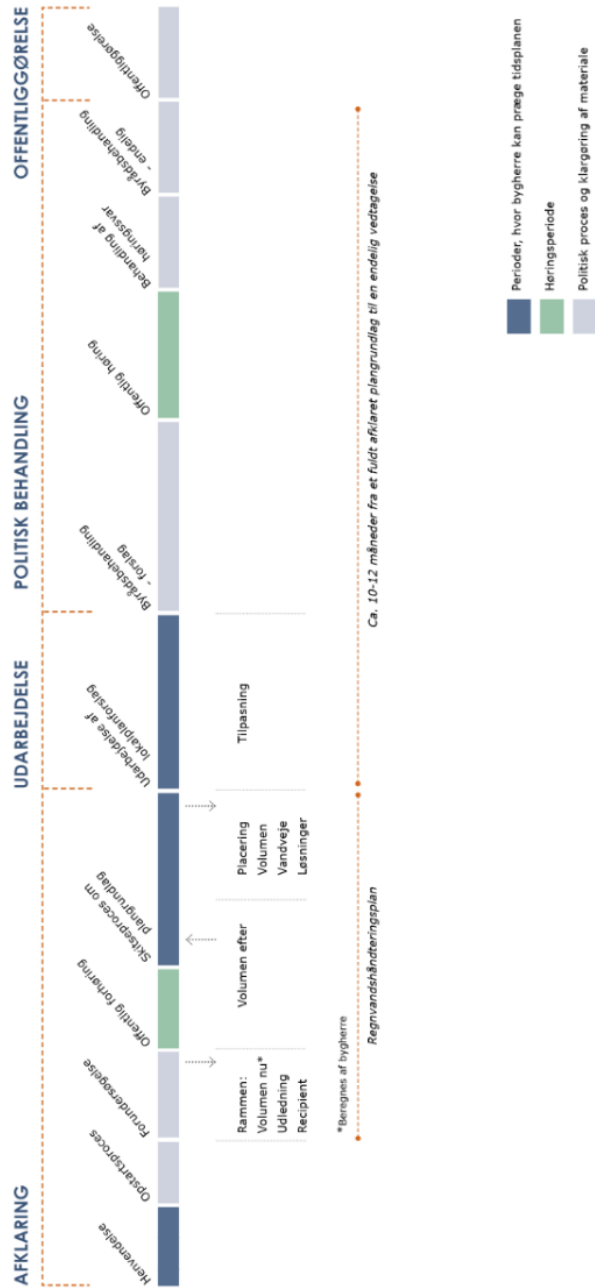 AFKLARING
UDARBEJDELSE
POLITISK BEHANDLING
OFFENTLIGGØRELSE
Henvendelse
Opstartsproces
Forundersøgelse
Offentlig forhøring
Skitseproces om
plangrundlag
Udarbejdelse af
lokalplanforslag
Byrådsbehandling
- forslag
Offentlig høring
Behandling af
høringssvar
Byrådsbehandling
- endelig
Offentliggørelse
Rammen:
Volumen nu*
Udledning
Recipient
Volumen efter
Placering
Volumen
Vandveje
Løsninger
Tilpasning
*Beregnes af bygherre
Regnvandshåndteringsplan
Ca. 10-12 måneder fra et fuldt afklaret plangrundlag til en endelig vedtagelse
Perioder, hvor bygherre kan præge tidsplanen
Høringsperiode
Politisk proces og klargøring af materiale